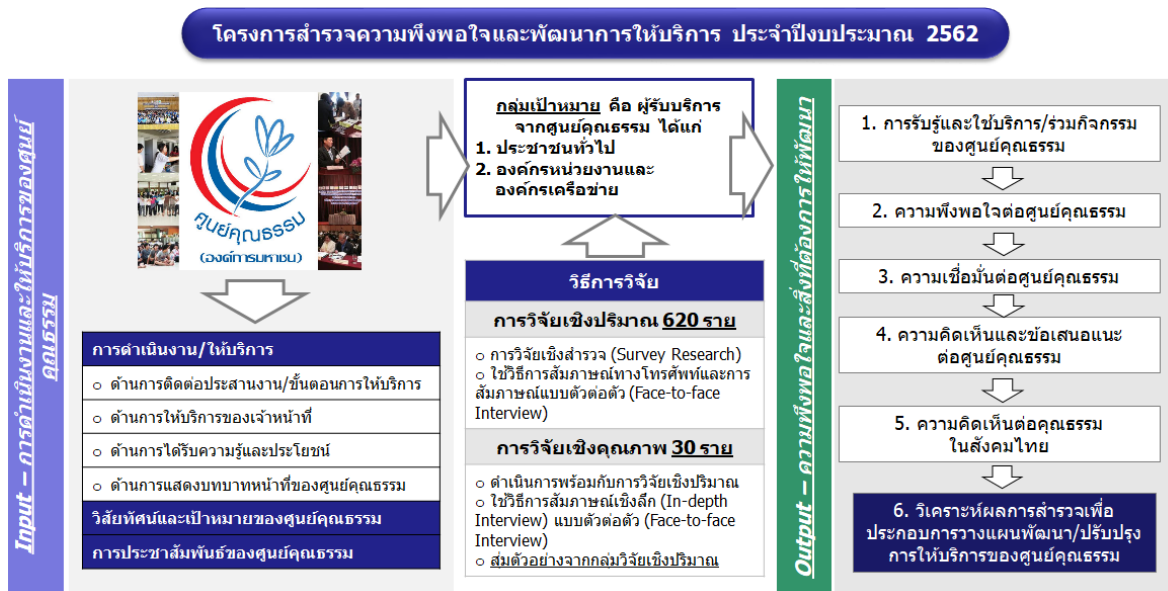 โครงการสำรวจความพึงพอใจและพัฒนาการให้บริการ ประจำปีงบประมาณ 2562
Input – การดำเนินงานและให้บริการของศูนย์
คุณธรรม
ศูนย์คุณธรรม
(องค์การมหาชน)
การดำเนินงาน/ให้บริการ
o ด้านการติดต่อประสานงาน/ขั้นตอนการให้บริการ
o ด้านการให้บริการของเจ้าหน้าที่
o ด้านการได้รับความรู้และประโยชน์
o ด้านการแสดงบทบาทหน้าที่ของศูนย์คุณธรรม
วิสัยทัศน์และเป้าหมายของศูนย์คุณธรรม
การประชาสัมพันธ์ของศูนย์คุณธรรม
กลุ่มเป้าหมาย คือ ผู้รับบริการ
จากศูนย์คุณธรรม ได้แก่
1. ประชาชนทั่วไป
2. องค์กรหน่วยงานและ
องค์กรเครือข่าย
วิธีการวิจัย
การวิจัยเชิงปริมาณ 620 ราย
o การวิจัยเชิงสำรวจ (Survey Research)
o ใช้วิธีการสัมภาษณ์ทางโทรศัพท์และการ
สัมภาษณ์แบบตัวต่อตัว (Face-to-face
Interview)
การวิจัยเชิงคุณภาพ 30 ราย
o ดำเนินการพร้อมกับการวิจัยเชิงปริมาณ
o ใช้วิธีการสัมภาษณ์เชิงลึก (In-depth
Interview) แบบตัวต่อตัว (Face-to-face
Interview)
o สุ่มตัวอย่างจากกลุ่มวิจัยเชิงปริมาณ
Output – ความพึงพอใจและสิ่งที่ต้องการให้พัฒนา
1. การรับรู้และใช้บริการ/ร่วมกิจกรรม
ของศูนย์คุณธรรม
2. ความพึงพอใจต่อศูนย์คุณธรรม
3. ความเชื่อมั่นต่อศูนย์คุณธรรม
4. ความคิดเห็นและข้อเสนอแนะ
ต่อศูนย์คุณธรรม
5. ความคิดเห็นต่อคุณธรรม
ในสังคมไทย
6. วิเคราะห์ผลการสำรวจเพื่อ
ประกอบการวางแผนพัฒนา/ปรับปรุง
การให้บริการของศูนย์คุณธรรม